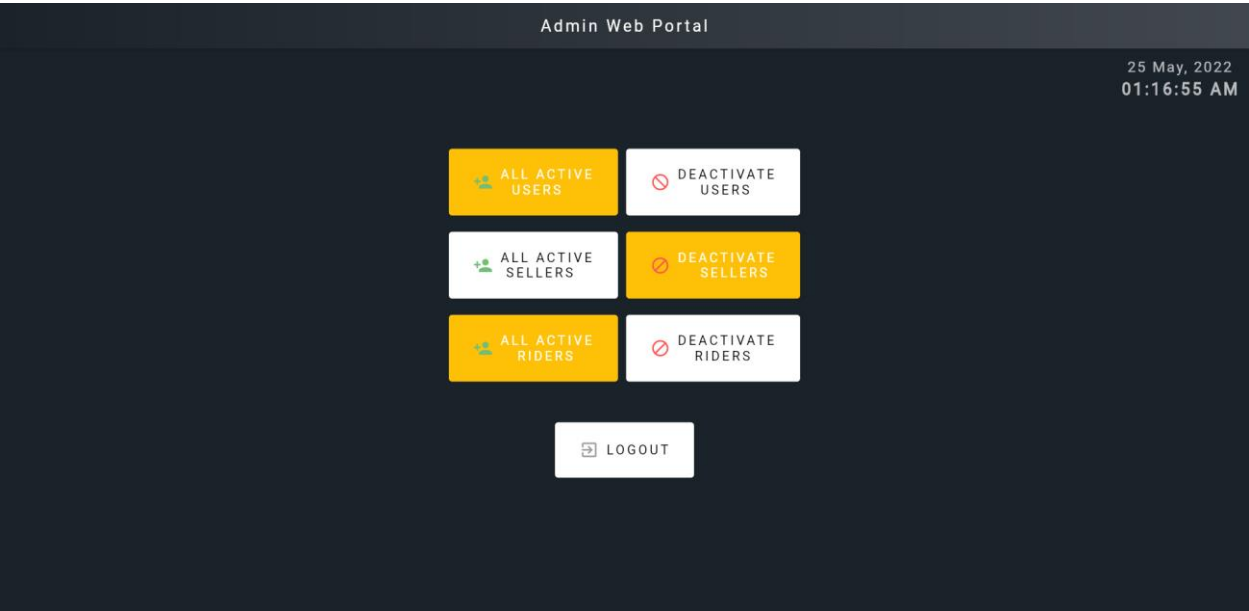 Admin Web Portal
25 May, 2022
01:16:55 AM
ALL ACTIVE
USERS
DEACTIVATE
USERS
ALL ACTIVE
SELLERS
DEACTIVATE
SELLERS
ALL ACTIVE
RIDERS
DEACTIVATE
RIDERS
LOGOUT